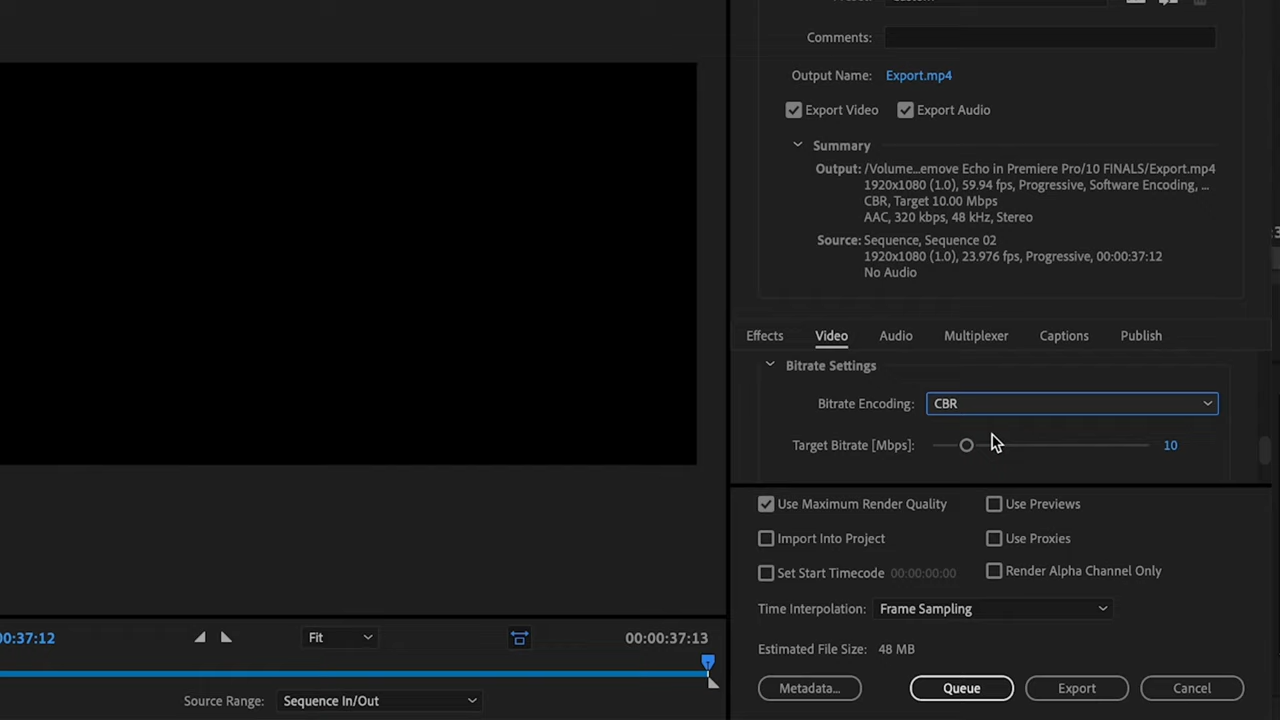 Comments:
Output Name: Export.mp4
Export Video Export Audio
Summary
Output: /Volume...emove Echo in Premiere Pro/10 FINALS/Export.mp4
1920x1080 (1.0), 59.94 fps, Progressive, Software Encoding, ...
CBR, Target 10.00 Mbps
AAC, 320 kbps, 48 kHz, Stereo
Source: Sequence, Sequence 02
1920x1080 (1.0), 23.976 fps, Progressive, 00:00:37:12
No Audio
Effects Video Audio Multiplexer Captions Publish
Bitrate Settings
Bitrate Encoding: CBR
Target Bitrate [Mbps]: 10
Use Maximum Render Quality Use Previews
Import Into Project Use Proxies
Set Start Timecode 00:00:00:00 Render Alpha Channel Only
Time Interpolation: Frame Sampling
Estimated File Size: 48 MB
Metadata... Queue Export Cancel
00:37:12 Fit 00:00:37:13
Source Range: Sequence In/Out